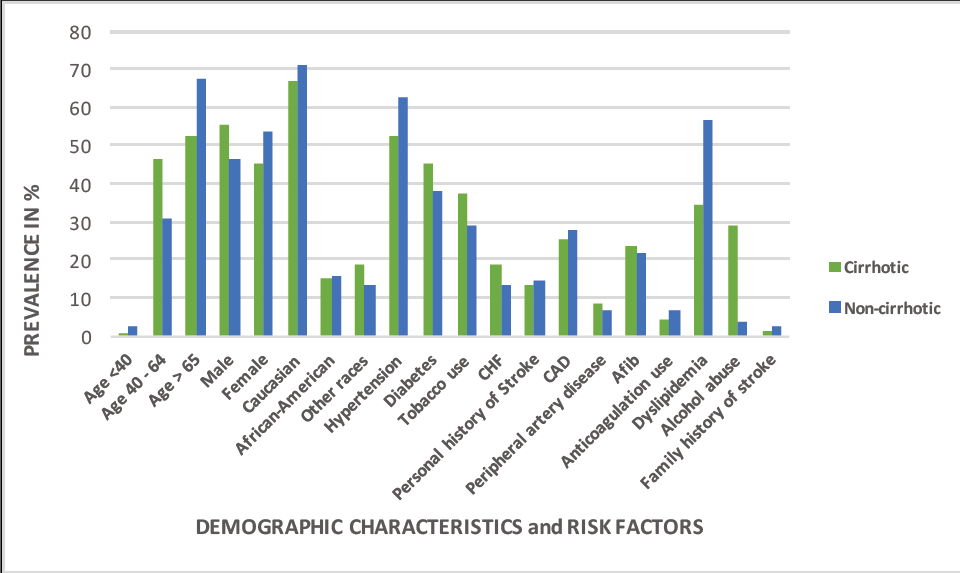 80
70
60
50
40
30
20
10
0
PREVALENCE IN %
Age <40
Age 40 - 64
Age > 65
Male
Female
Caucasian
African-American
Other races
Hypertension
Diabetes
Tobacco use
CHF
Personal history of Stroke
CAD
Peripheral artery disease
Afib
Anticoagulation use
Dyslipidemia
Alcohol abuse
Family history of stroke
DEMOGRAPHIC CHARACTERISTICS and RISK FACTORS
Cirrhotic
Non-cirrhotic